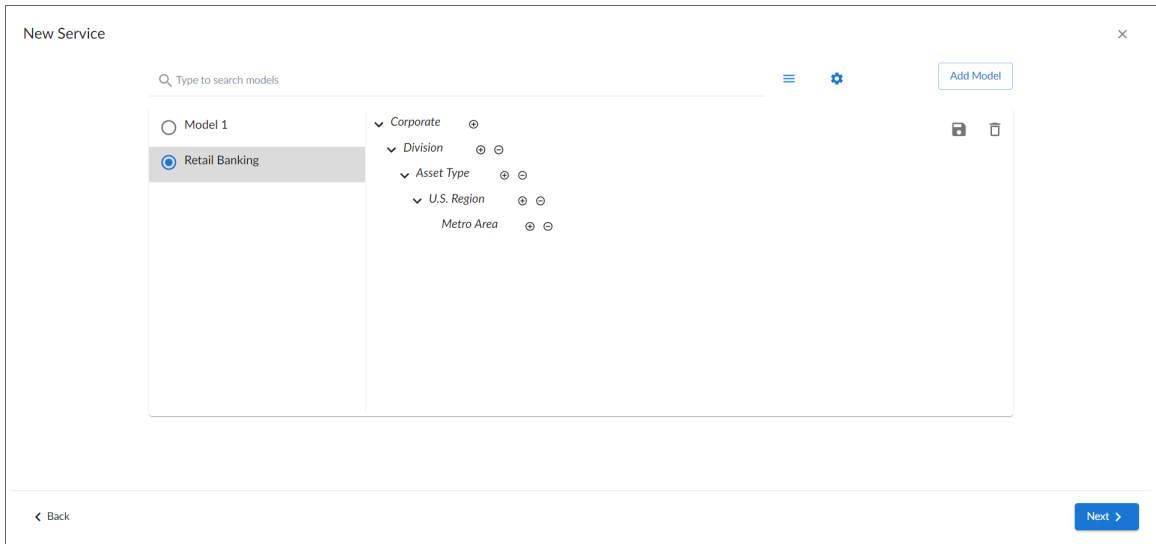 New Service
Type to search models
Add Model
Model 1
Retail Banking
Corporate
Division
Asset Type
U.S. Region
Metro Area
Back
Next